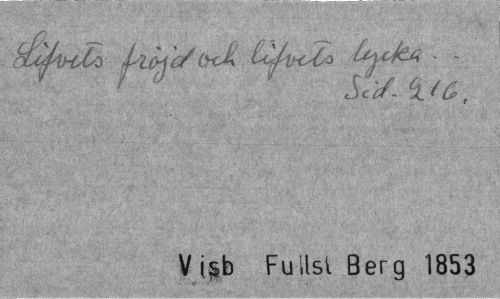 Lifvets fröjd och lifvets lycka..
Sid. 216.
Visb Fullst Berg 1853